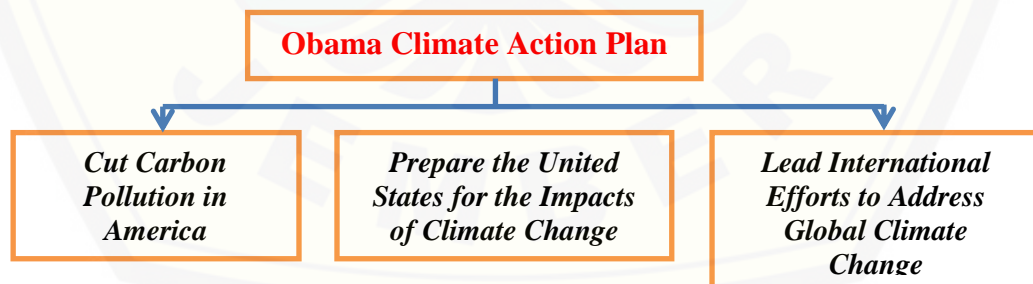 Obama Climate Action Plan
Cut Carbon
Pollution in
America
Prepare the United
States for the Impacts
of Climate Change
Lead International
Efforts to Address
Global Climate
Change